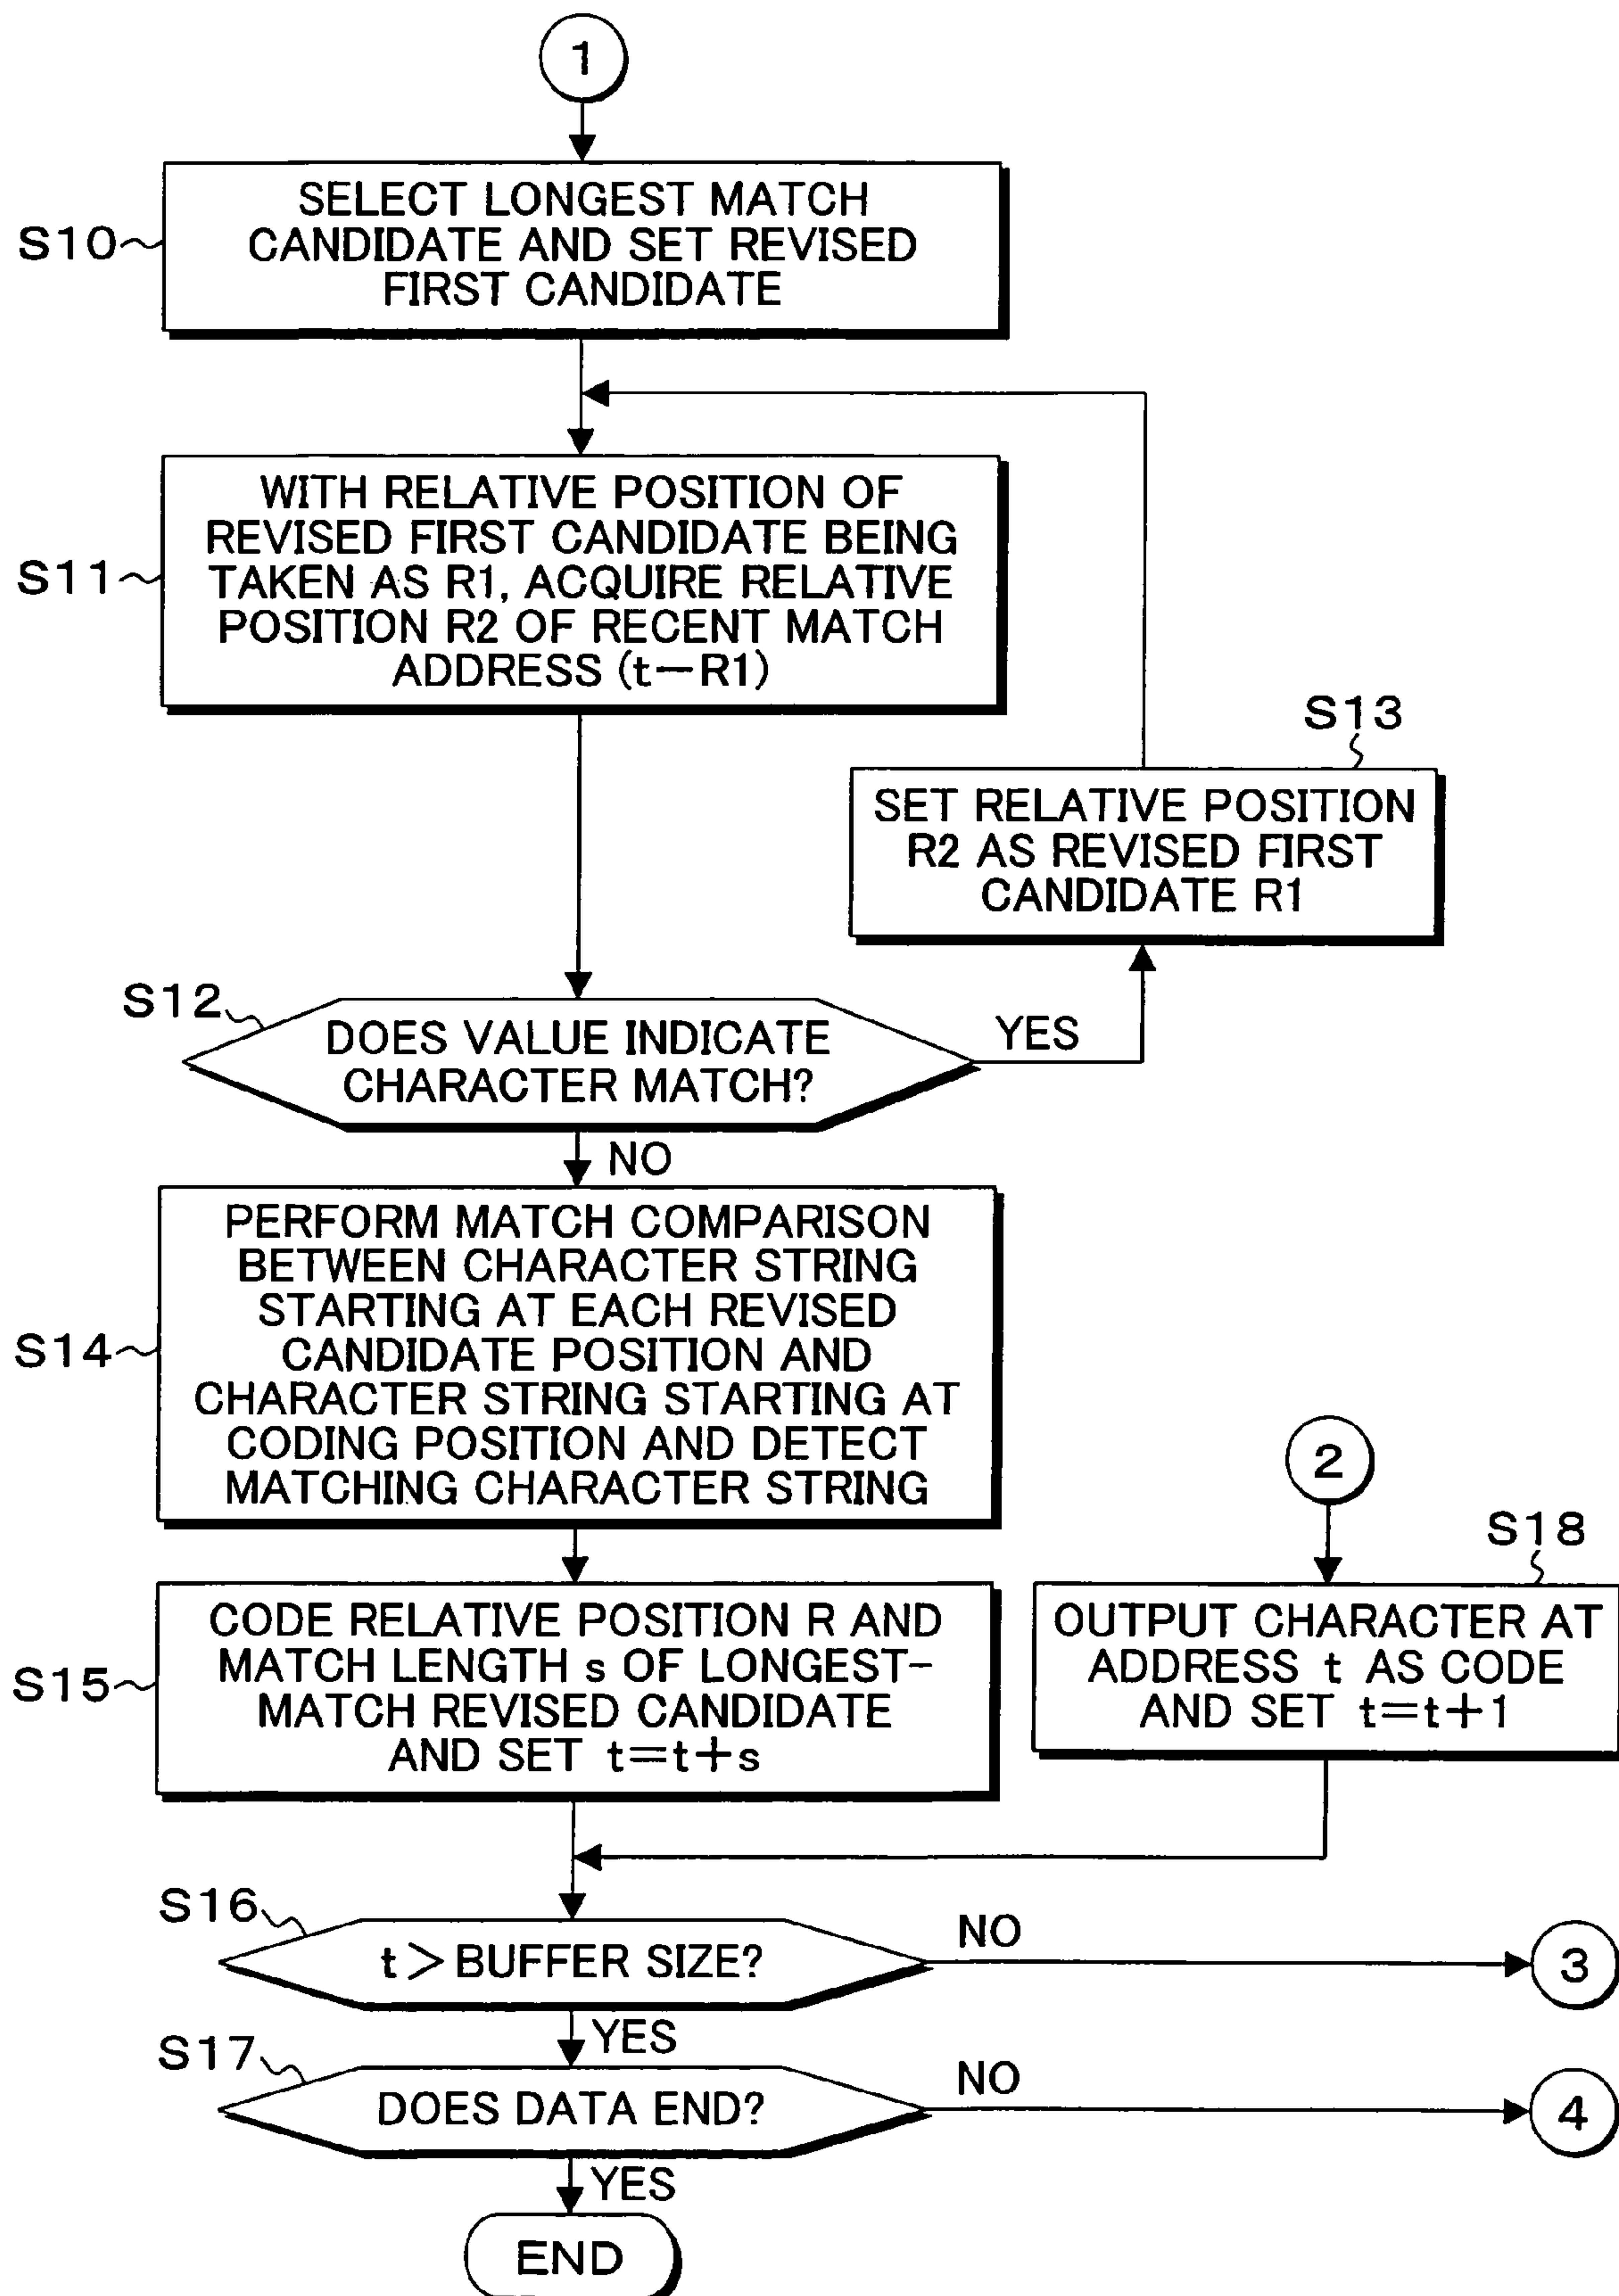 1
S10
SELECT LONGEST MATCH
CANDIDATE AND SET REVISED
FIRST CANDIDATE
S11
WITH RELATIVE POSITION OF
REVISED FIRST CANDIDATE BEING
TAKEN AS R1, ACQUIRE RELATIVE
POSITION R2 OF RECENT MATCH
ADDRESS (t－R1)
S13
SET RELATIVE POSITION
R2 AS REVISED FIRST
CANDIDATE R1
S12
DOES VALUE INDICATE
CHARACTER MATCH?
YES
NO
S14
PERFORM MATCH COMPARISON
BETWEEN CHARACTER STRING
STARTING AT EACH REVISED
CANDIDATE POSITION AND
CHARACTER STRING STARTING AT
CODING POSITION AND DETECT
MATCHING CHARACTER STRING
2
S15
CODE RELATIVE POSITION R AND
MATCH LENGTH s OF LONGEST-
MATCH REVISED CANDIDATE
AND SET t=t+s
S18
OUTPUT CHARACTER AT
ADDRESS t AS CODE
AND SET t=t+1
S16
t > BUFFER SIZE?
NO
3
YES
S17
DOES DATA END?
NO
4
YES
END